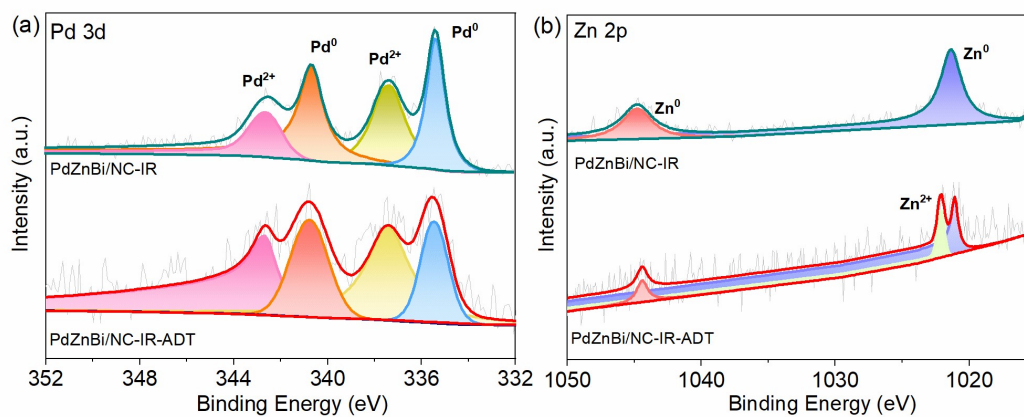 (a)
Pd 3d
Pd²⁺
Pd⁰
Pd²⁺
Pd⁰
PdZnBi/NC-IR
PdZnBi/NC-IR-ADT
Intensity (a.u.)
352 348 344 340 336 332
Binding Energy (eV)
(b)
Zn 2p
Zn⁰
Zn⁰
PdZnBi/NC-IR
Zn²⁺
PdZnBi/NC-IR-ADT
Intensity (a.u.)
1050 1040 1030 1020
Binding Energy (eV)